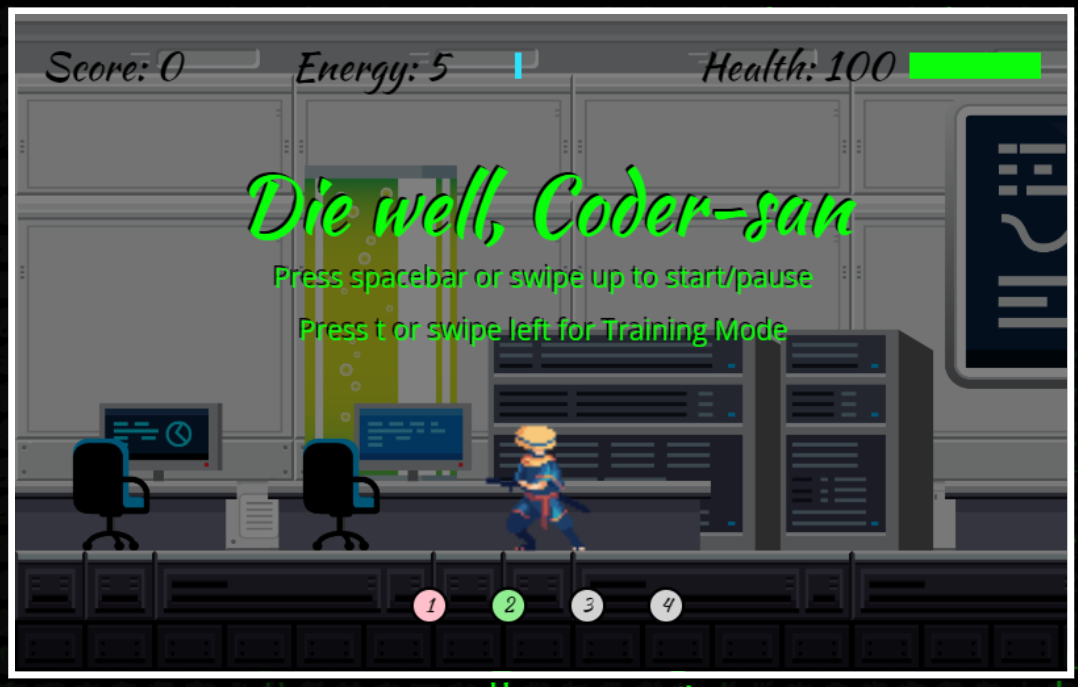 Score: 0 Energy: 5 Health: 100
Die well, Coder-san
Press spacebar or swipe up to start/pause
Press t or swipe left for Training Mode
1 2 3 4